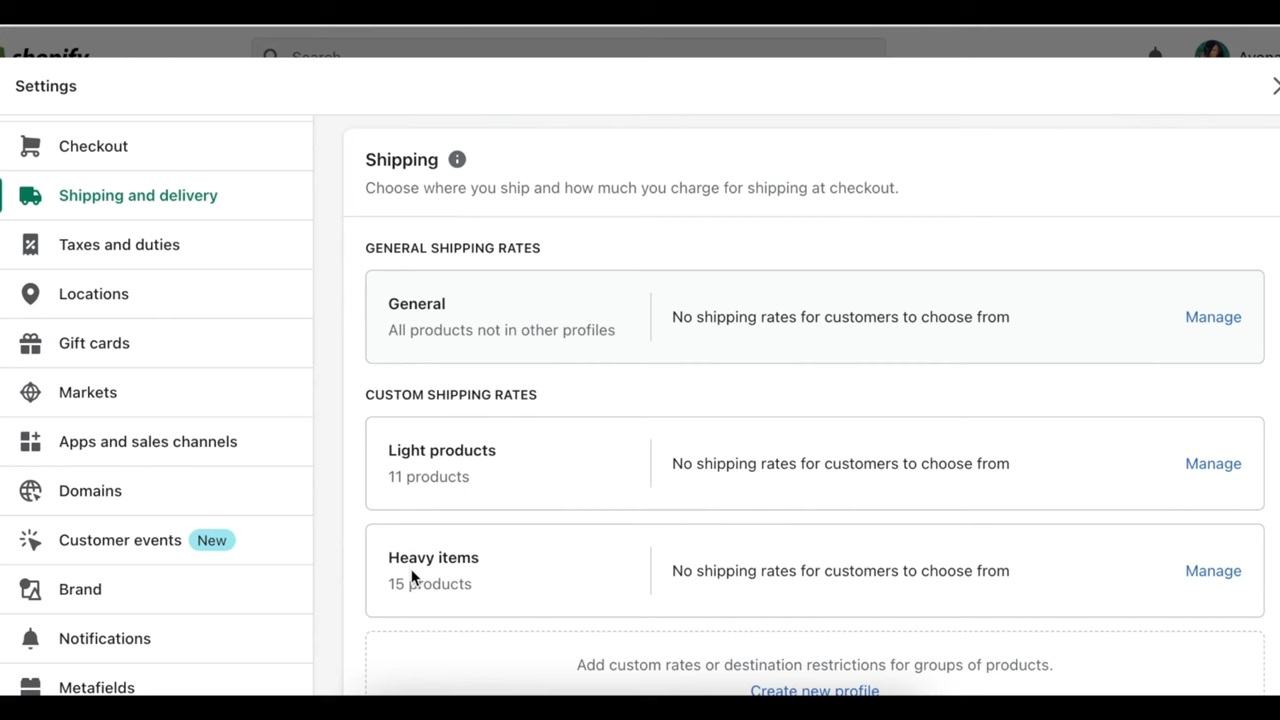 shopify
Search
Settings
Checkout
Shipping and delivery
Taxes and duties
Locations
Gift cards
Markets
Apps and sales channels
Domains
Customer events New
Brand
Notifications
Metafields
Shipping
Choose where you ship and how much you charge for shipping at checkout.
GENERAL SHIPPING RATES
General
All products not in other profiles
No shipping rates for customers to choose from
Manage
CUSTOM SHIPPING RATES
Light products
11 products
No shipping rates for customers to choose from
Manage
Heavy items
15 products
No shipping rates for customers to choose from
Manage
Add custom rates or destination restrictions for groups of products.
Create new profile